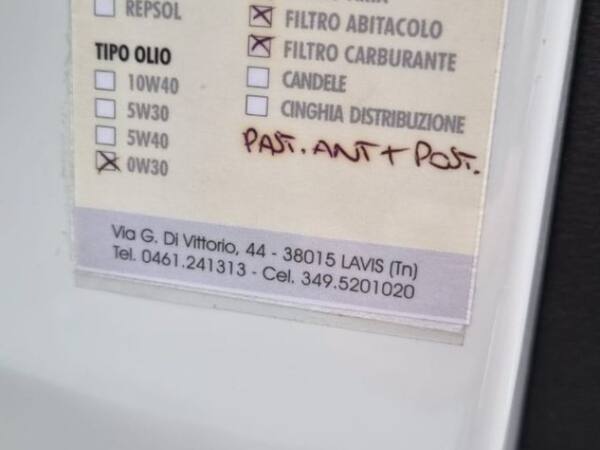 REPSOL
TIPO OLIO
10W40
5W30
5W40
0W30
FILTRO ABITACOLO
FILTRO CARBURANTE
CANDELE
CINGHIA DISTRIBUZIONE
PAST. ANT + POST.
Via G. Di Vittorio, 44 - 38015 LAVIS (Tn)
Tel. 0461.241313 - Cel. 349.5201020